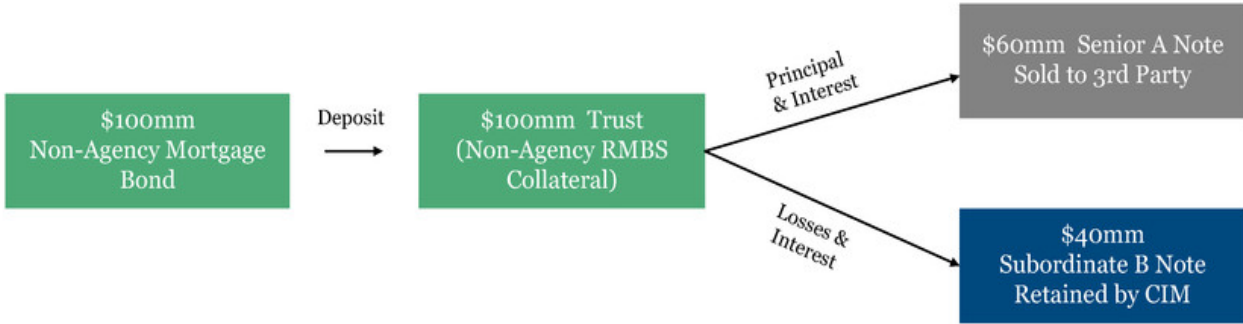 $100mm
Non-Agency Mortgage
Bond
Deposit
$100mm Trust
(Non-Agency RMBS
Collateral)
Principal
& Interest
$60mm Senior A Note
Sold to 3rd Party
Losses &
Interest
$40mm
Subordinate B Note
Retained by CIM